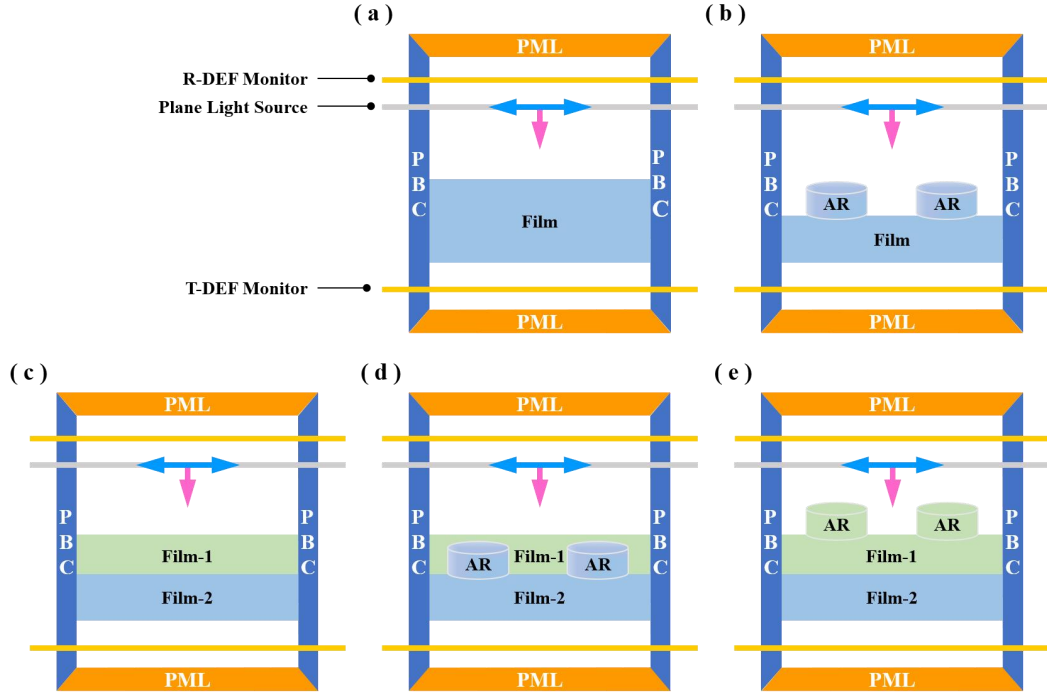 ( a )
( b )
PML
PML
R-DEF Monitor
Plane Light Source
P
B
C
P
B
C
P
B
C
P
B
C
AR
AR
Film
Film
T-DEF Monitor
PML
PML
( c )
( d )
( e )
PML
PML
PML
P
B
C
P
B
C
P
B
C
P
B
C
P
B
C
P
B
C
AR
AR
Film-1
Film-1
Film-1
AR
AR
Film-2
Film-2
Film-2
PML
PML
PML